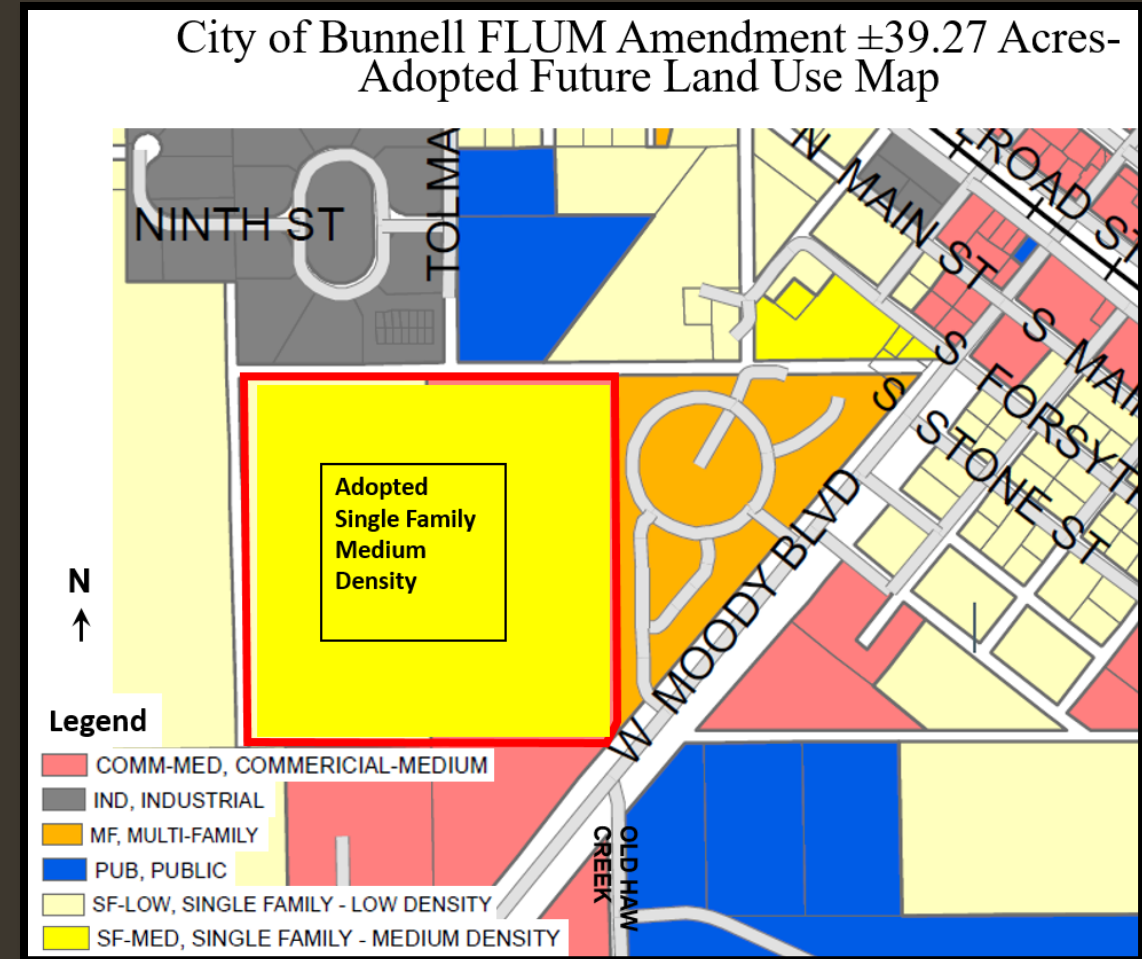 City of Bunnell FLUM Amendment ±39.27 Acres-
Adopted Future Land Use Map
NINTH ST
TOLMA
N MAIN ST
ROAD ST
S MAI
S FORSYT
S STONE ST
W MOODY BLVD
Adopted
Single Family
Medium
Density
N
OLD HAW
CREEK
Legend
COMM-MED, COMMERICIAL-MEDIUM
IND, INDUSTRIAL
MF, MULTI-FAMILY
PUB, PUBLIC
SF-LOW, SINGLE FAMILY - LOW DENSITY
SF-MED, SINGLE FAMILY - MEDIUM DENSITY